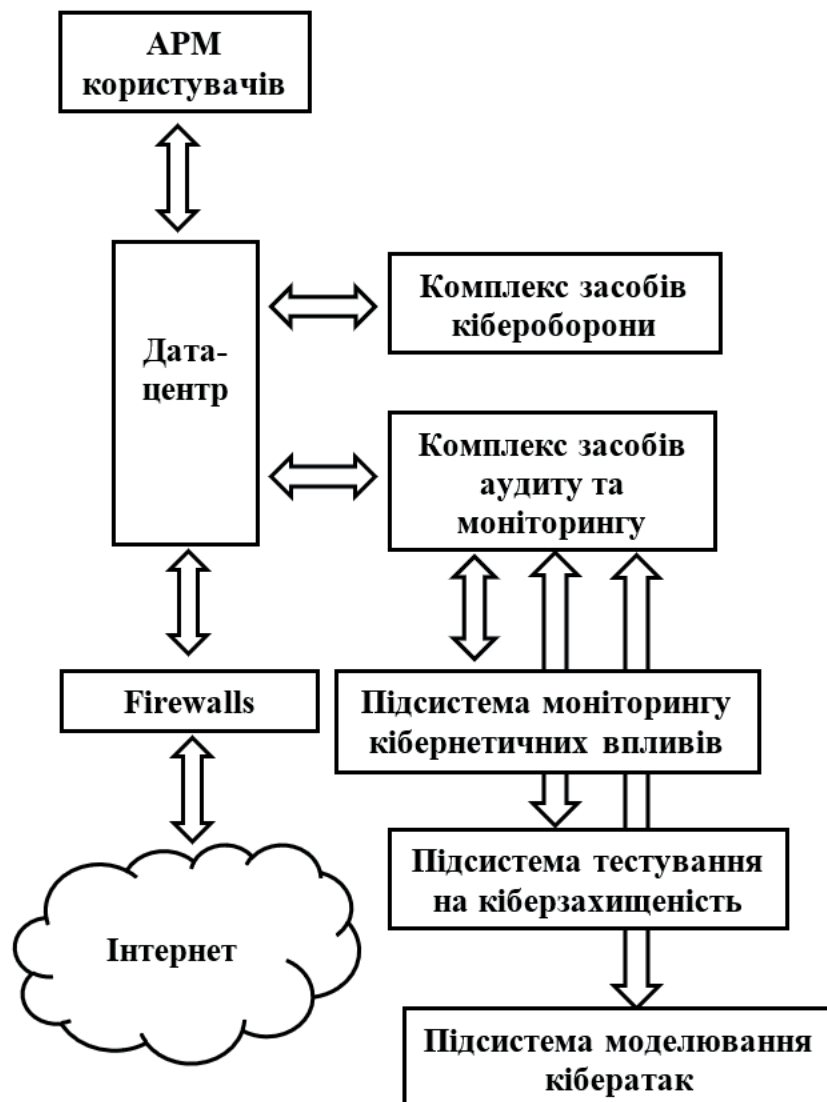 АРМ
користувачів
Дата-
центр
Комплекс засобів
кібероборони
Комплекс засобів
аудиту та
моніторингу
Firewalls
Підсистема моніторингу
кібернетичних впливів
Підсистема тестування
на кіберзахищеність
Інтернет
Підсистема моделювання
кібератак